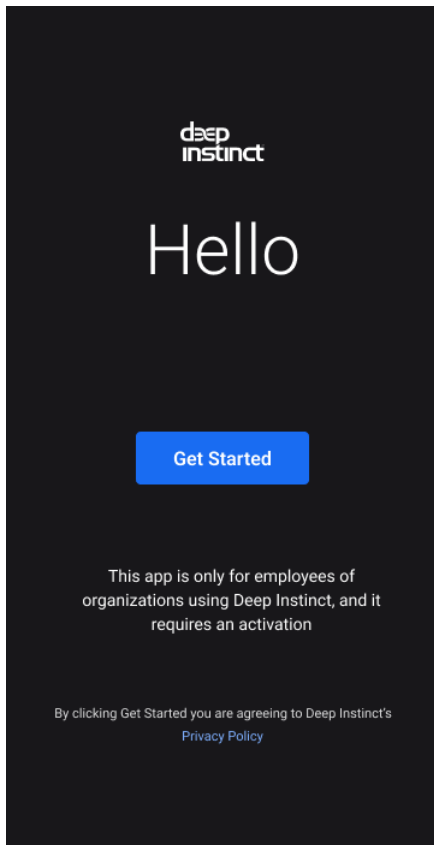 deep
instinct
Hello
Get Started
This app is only for employees of
organizations using Deep Instinct, and it
requires an activation
By clicking Get Started you are agreeing to Deep Instinct's
Privacy Policy